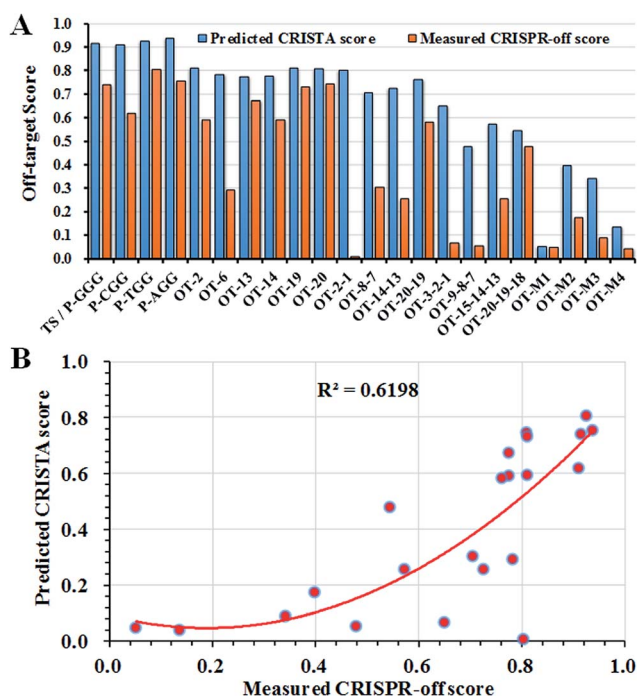 A
Predicted CRISTA score
Measured CRISPR-off score
Off-target Score
1.0
0.9
0.8
0.7
0.6
0.5
0.4
0.3
0.2
0.1
0.0
TS / P-GGG
P-CGG
P-TGG
P-AGG
OT-2
OT-6
OT-13
OT-14
OT-19
OT-20
OT-2-1
OT-8-7
OT-14-13
OT-20-19
OT-3-2-1
OT-9-8-7
OT-15-14-13
OT-20-19-18
OT-M1
OT-M2
OT-M3
OT-M4
B
R² = 0.6198
Predicted CRISTA score
1.0
0.8
0.6
0.4
0.2
0.0
0.0
0.2
0.4
0.6
0.8
1.0
Measured CRISPR-off score